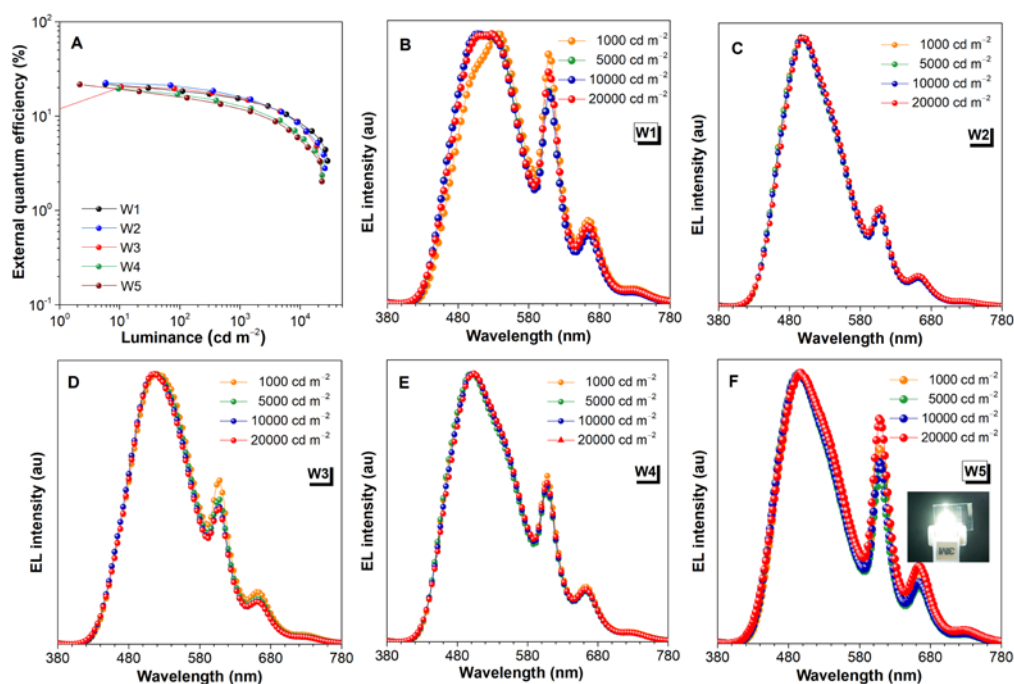 A
External quantum efficiency (%)
10²
10¹
10⁰
10⁻¹
W1
W2
W3
W4
W5
10⁰ 10¹ 10² 10³ 10⁴
Luminance (cd m⁻²)
B
EL intensity (au)
1000 cd m⁻²
5000 cd m⁻²
10000 cd m⁻²
20000 cd m⁻²
W1
380 480 580 680 780
Wavelength (nm)
C
EL intensity (au)
1000 cd m⁻²
5000 cd m⁻²
10000 cd m⁻²
20000 cd m⁻²
W2
380 480 580 680 780
Wavelength (nm)
D
EL intensity (au)
1000 cd m⁻²
5000 cd m⁻²
10000 cd m⁻²
20000 cd m⁻²
W3
380 480 580 680 780
Wavelength (nm)
E
EL intensity (au)
1000 cd m⁻²
5000 cd m⁻²
10000 cd m⁻²
20000 cd m⁻²
W4
380 480 580 680 780
Wavelength (nm)
F
EL intensity (au)
1000 cd m⁻²
5000 cd m⁻²
10000 cd m⁻²
20000 cd m⁻²
W5
380 480 580 680 780
Wavelength (nm)